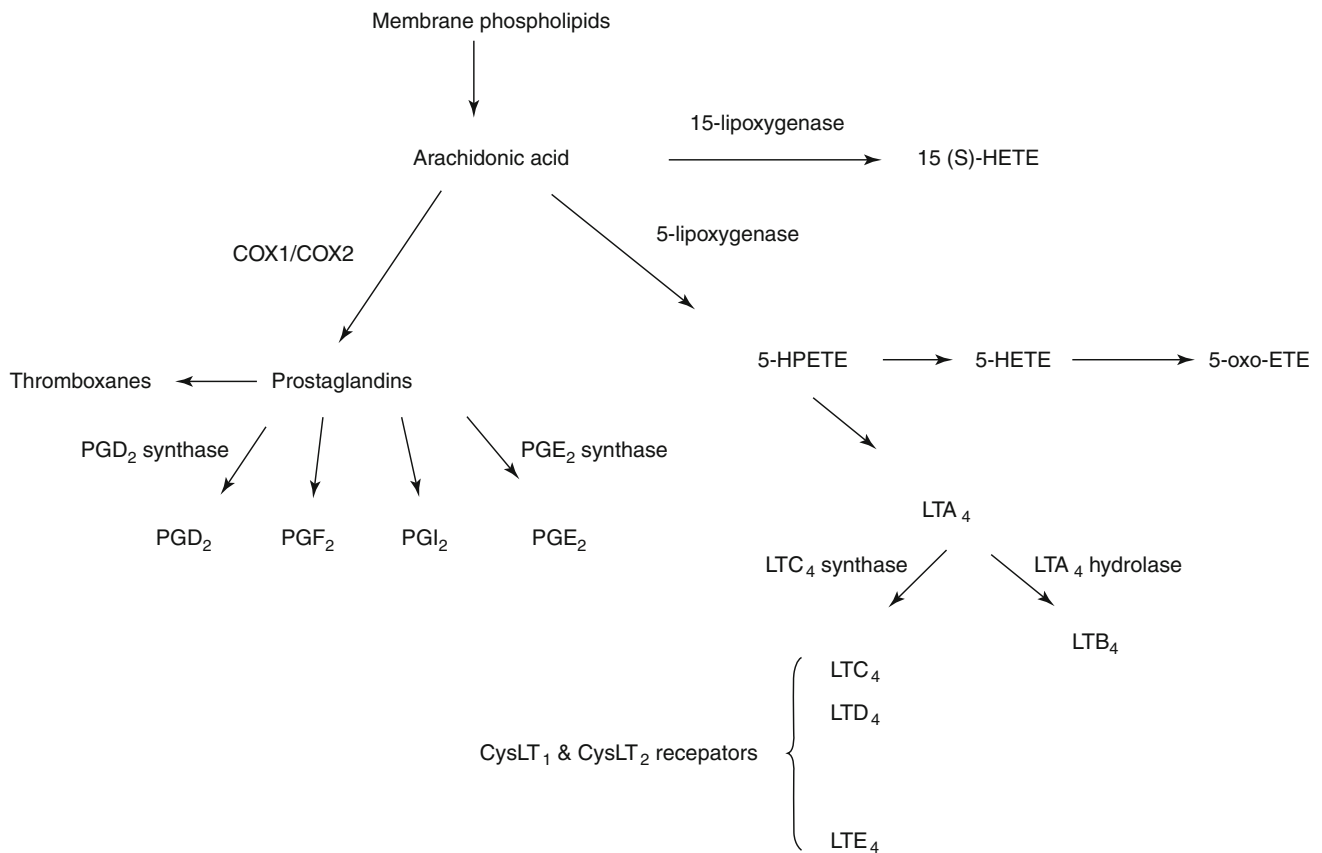 Membrane phospholipids
15-lipoxygenase
Arachidonic acid
15 (S)-HETE
5-lipoxygenase
COX1/COX2
5-HPETE
5-HETE
5-oxo-ETE
Thromboxanes
Prostaglandins
PGD2 synthase
PGE2 synthase
PGD2
PGF2
PGI2
PGE2
LTA4
LTC4 synthase
LTA4 hydrolase
LTB4
LTC4
LTD4
CysLT1 & CysLT2 recepators
LTE4